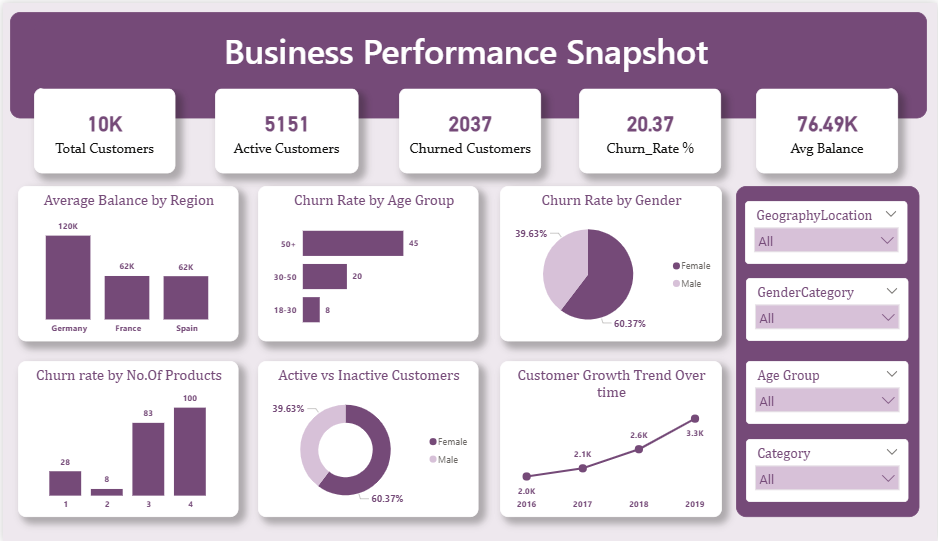 Business Performance Snapshot
10K
Total Customers
5151
Active Customers
2037
Churned Customers
20.37
Churn_Rate %
76.49K
Avg Balance
Average Balance by Region
120K
62K
62K
Germany
France
Spain
Churn Rate by Age Group
50+
45
30-50
20
18-30
8
Churn Rate by Gender
39.63%
60.37%
Female
Male
GeographyLocation
All
GenderCategory
All
Age Group
All
Category
All
Churn rate by No.Of Products
28
8
83
100
1
2
3
4
Active vs Inactive Customers
39.63%
60.37%
Female
Male
Customer Growth Trend Over
time
2.0K
2.1K
2.6K
3.3K
2016
2017
2018
2019